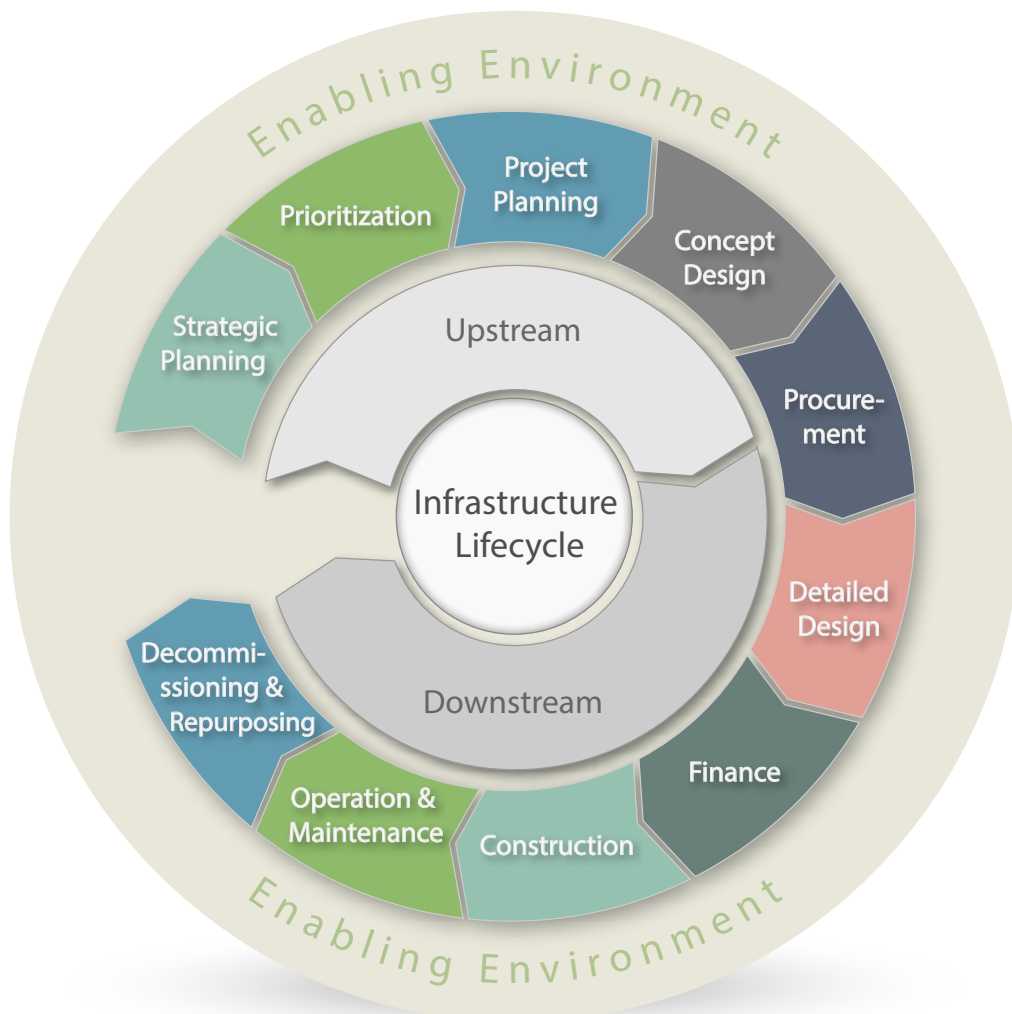 Enabling Environment
Project
Planning
Prioritization
Concept
Design
Strategic
Planning
Upstream
Procure-
ment
Infrastructure
Lifecycle
Detailed
Design
Decommi-
ssioning &
Repurposing
Downstream
Finance
Operation &
Maintenance
Construction
Enabling Environment